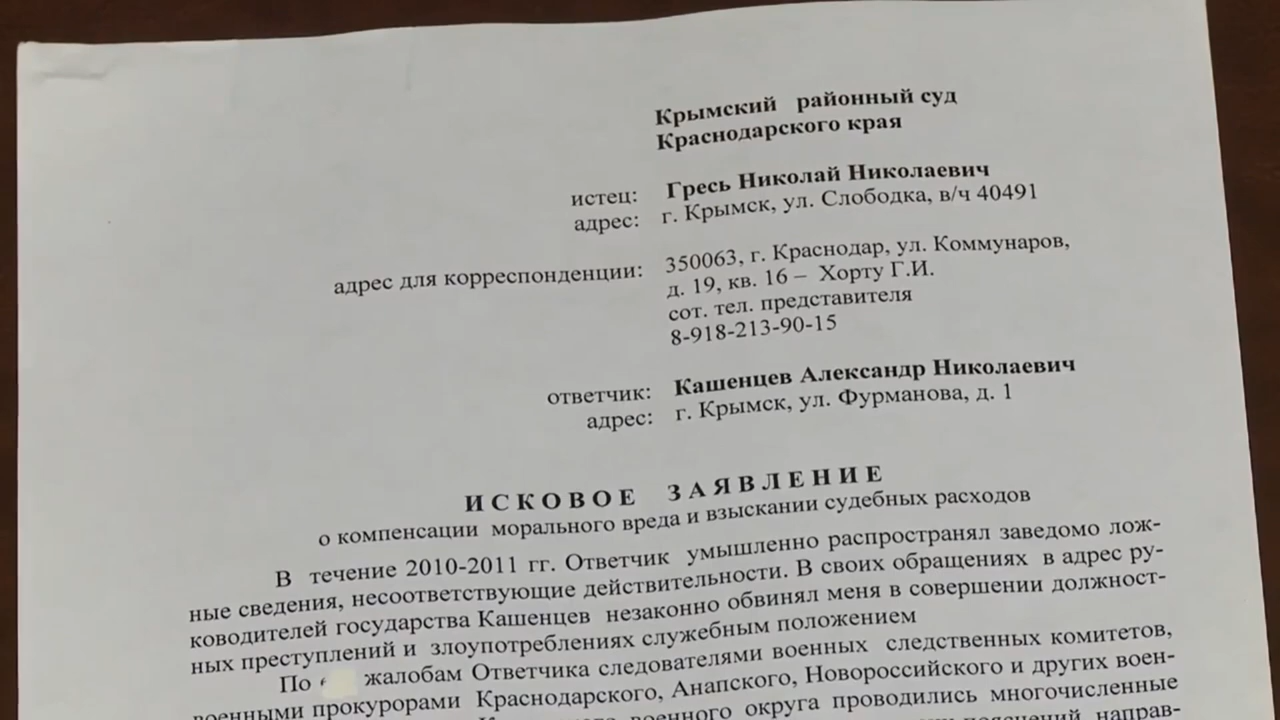 Крымский районный суд
Краснодарского края
истец: Гресь Николай Николаевич
адрес: г. Крымск, ул. Слободка, в/ч 40491
адрес для корреспонденции: 350063, г. Краснодар, ул. Коммунаров,
д. 19, кв. 16 – Хорту Г.И.
сот. тел. представителя
8-918-213-90-15
ответчик: Кашенцев Александр Николаевич
адрес: г. Крымск, ул. Фурманова, д. 1
ИСКОВОЕ ЗАЯВЛЕНИЕ
о компенсации морального вреда и взыскании судебных расходов
В течение 2010-2011 гг. Ответчик умышленно распространял заведомо лож-
ные сведения, несоответствующие действительности. В своих обращениях в адрес ру-
ководителей государства Кашенцев незаконно обвинял меня в совершении должност-
ных преступлений и злоупотреблениях служебным положением
По жалобам Ответчика следователями военных следственных комитетов,
военными прокурорами Краснодарского, Анапского, Новороссийского и других воен-
военного округа проводились многочисленные
пояснений, направ-